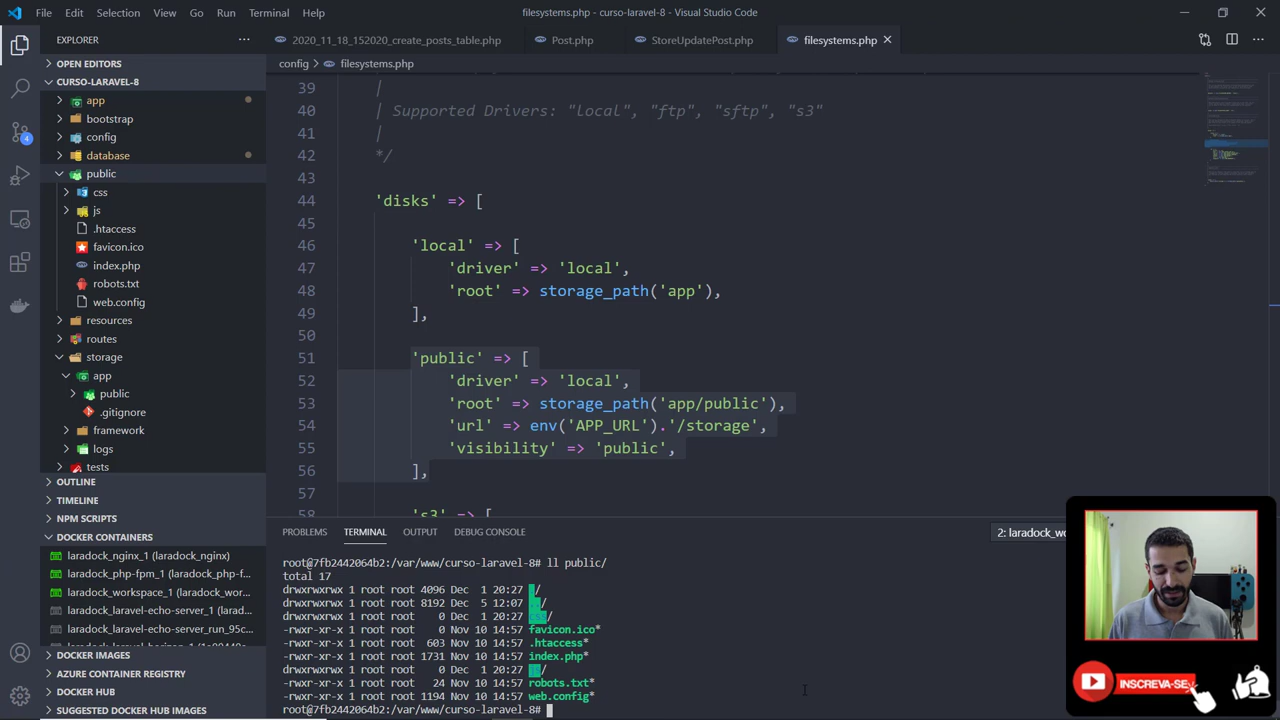 File Edit Selection View Go Run Terminal Help
filesystems.php - curso-laravel-8 - Visual Studio Code
EXPLORER
2020_11_18_152020_create_posts_table.php
Post.php
StoreUpdatePost.php
filesystems.php
OPEN EDITORS
CURSO-LARAVEL-8
app
bootstrap
config
database
public
css
js
.htaccess
favicon.ico
index.php
robots.txt
web.config
resources
routes
storage
app
public
.gitignore
framework
logs
tests
OUTLINE
TIMELINE
NPM SCRIPTS
DOCKER CONTAINERS
laradock_nginx_1 (laradock_nginx)
laradock_php-fpm_1 (laradock_php-f...
laradock_workspace_1 (laradock_wor...
laradock_laravel-echo-server_1 (larad...
laradock_laravel-echo-server_run_95c...
DOCKER IMAGES
AZURE CONTAINER REGISTRY
DOCKER HUB
SUGGESTED DOCKER HUB IMAGES
4
config > filesystems.php
39 |
40 | Supported Drivers: "local", "ftp", "sftp", "s3"
41 |
42 */
43
44 'disks' => [
45
46 'local' => [
47 'driver' => 'local',
48 'root' => storage_path('app'),
49 ],
50
51 'public' => [
52 'driver' => 'local',
53 'root' => storage_path('app/public'),
54 'url' => env('APP_URL').'/storage',
55 'visibility' => 'public',
56 ],
57
58 's3' => [
PROBLEMS TERMINAL OUTPUT DEBUG CONSOLE
2: laradock_wo
root@7fb2442064b2:/var/www/curso-laravel-8# ll public/
total 17
drwxrwxrwx 1 root root 4096 Dec 1 20:27 ./
drwxrwxrwx 1 root root 8192 Dec 5 12:07 ../
drwxrwxrwx 1 root root 0 Dec 1 20:27 css/
-rwxr-xr-x 1 root root 0 Nov 10 14:57 favicon.ico*
-rwxr-xr-x 1 root root 603 Nov 10 14:57 .htaccess*
-rwxr-xr-x 1 root root 1731 Nov 10 14:57 index.php*
drwxrwxrwx 1 root root 0 Dec 1 20:27 js/
-rwxr-xr-x 1 root root 24 Nov 10 14:57 robots.txt*
-rwxr-xr-x 1 root root 1194 Nov 10 14:57 web.config*
root@7fb2442064b2:/var/www/curso-laravel-8#
INSCREVA-SE